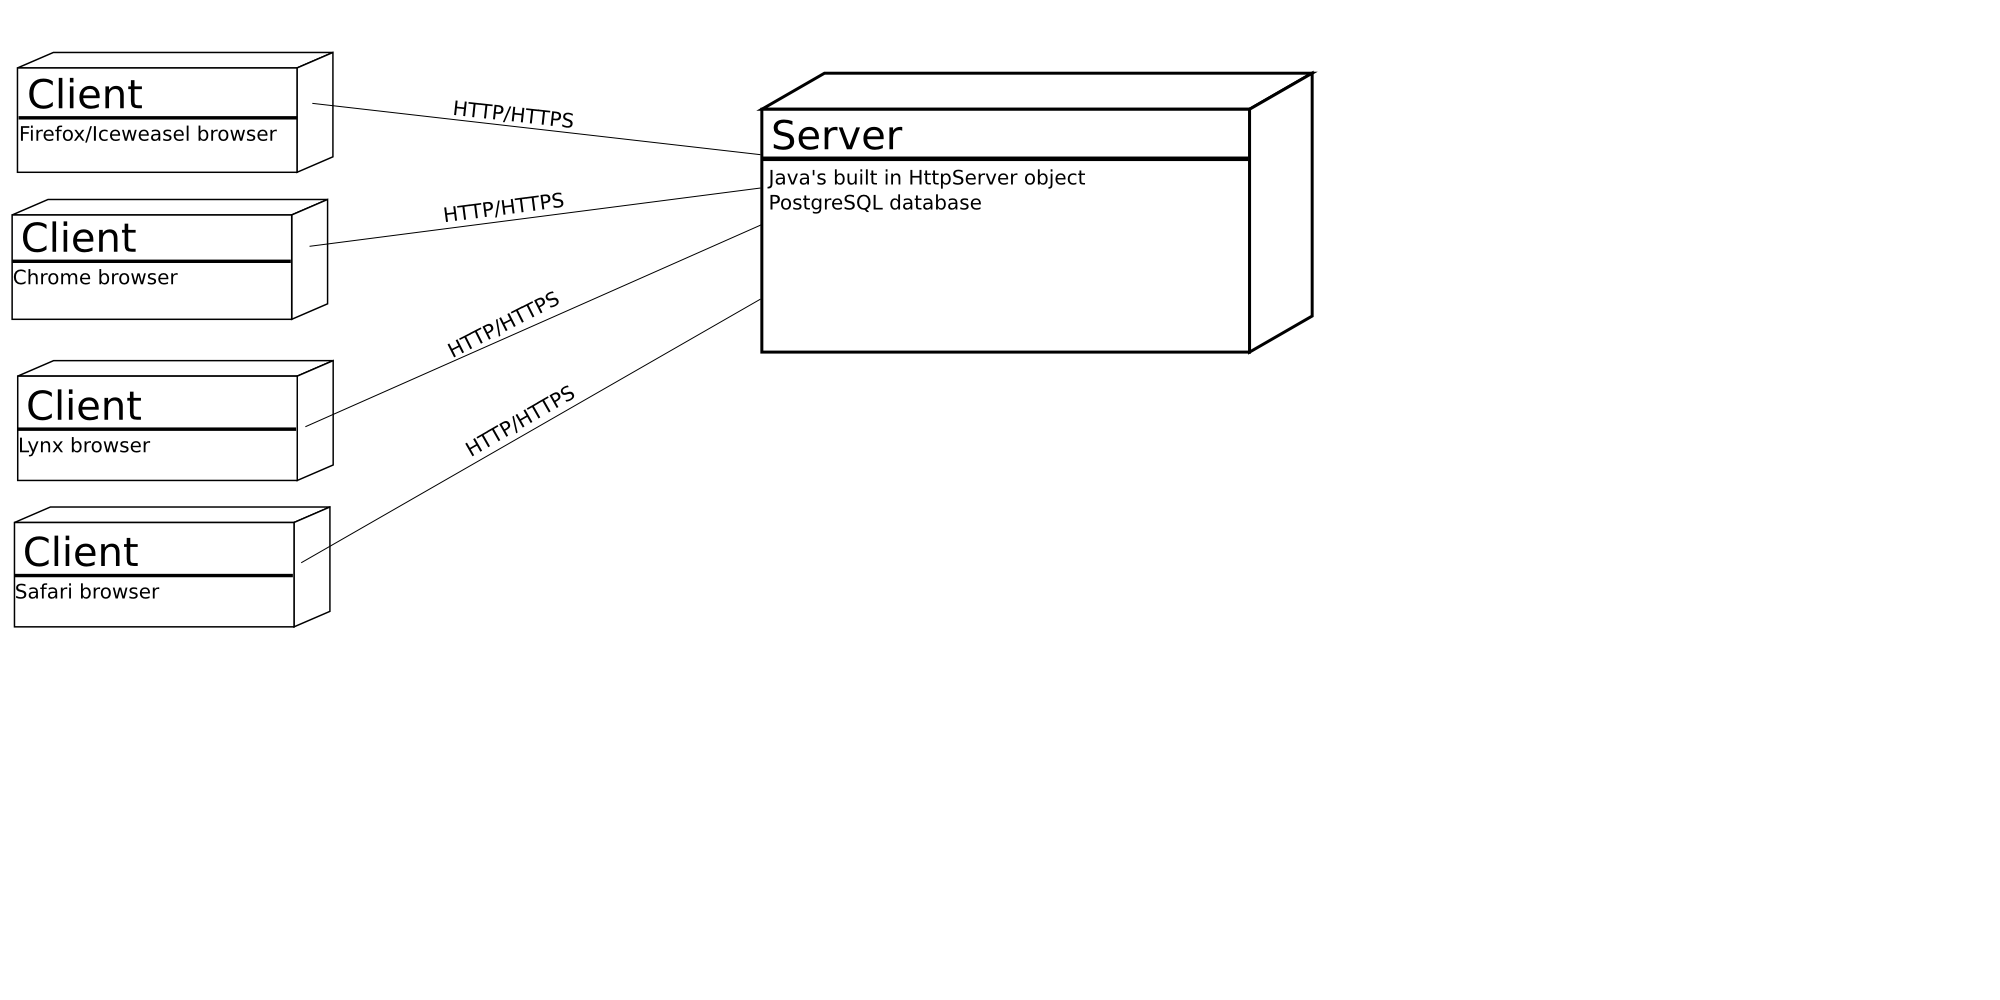 Client
Firefox/Iceweasel browser
HTTP/HTTPS
Server
Java's built in HttpServer object
PostgreSQL database
Client
Chrome browser
HTTP/HTTPS
Client
Lynx browser
HTTP/HTTPS
Client
Safari browser
HTTP/HTTPS